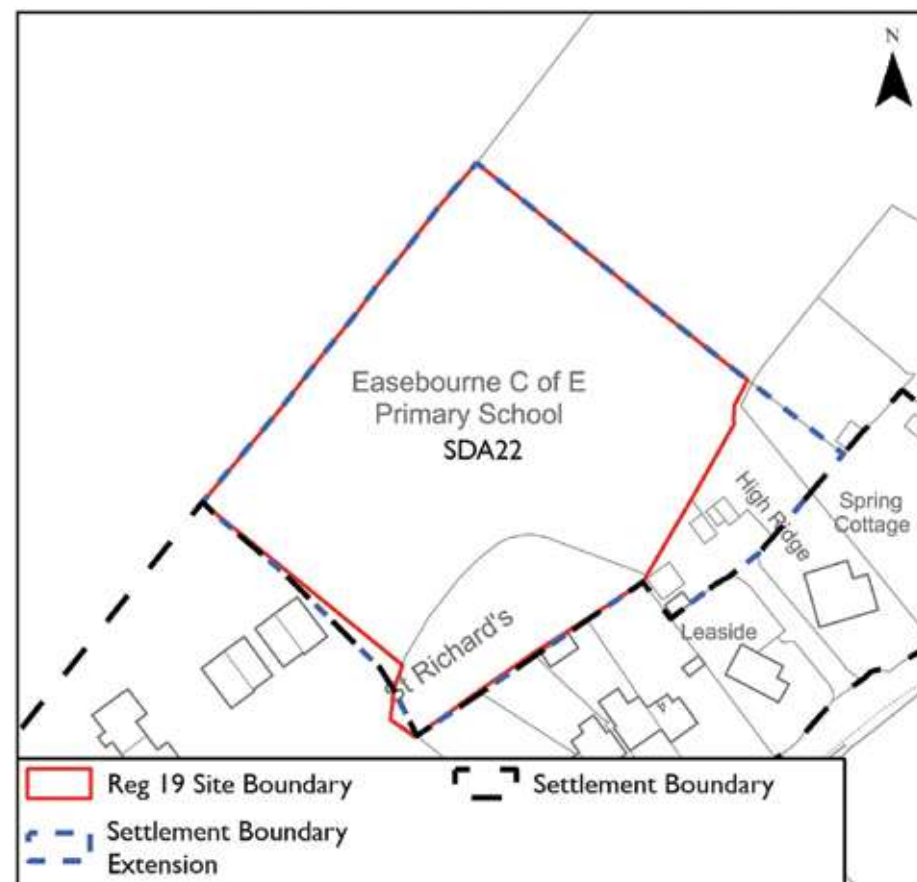 N
Easebourne C of E
Primary School
SDA22
High Ridge
Spring
Cottage
St Richard's
Leaside
Reg 19 Site Boundary
Settlement Boundary
Settlement Boundary
Extension